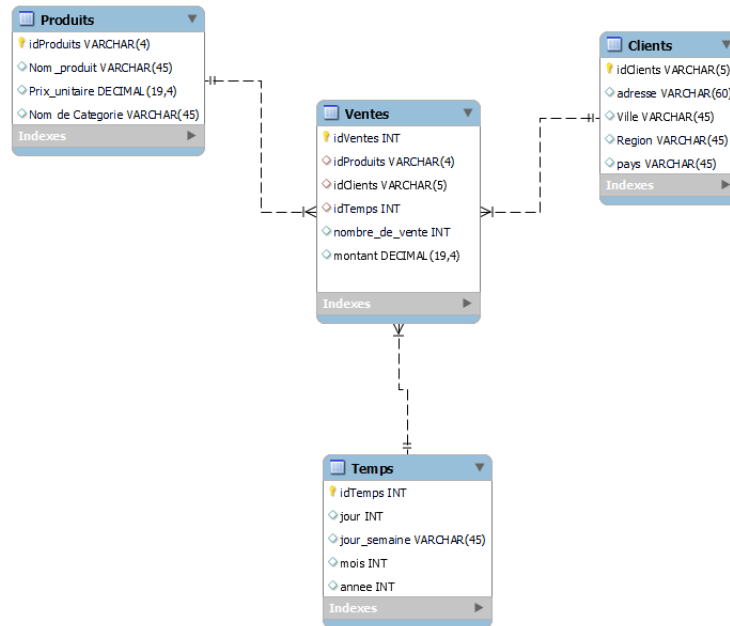 Produits
idProduits VARCHAR(4)
Nom_produit VARCHAR(45)
Prix_unitaire DECIMAL(19,4)
Nom de Categorie VARCHAR(45)
Indexes
Clients
idClients VARCHAR(5)
adresse VARCHAR(60)
Ville VARCHAR(45)
Region VARCHAR(45)
pays VARCHAR(45)
Indexes
Ventes
idVentes INT
idProduits VARCHAR(4)
idClients VARCHAR(5)
idTemps INT
nombre_de_vente INT
montant DECIMAL(19,4)
Indexes
Temps
idTemps INT
jour INT
jour_semaine VARCHAR(45)
mois INT
annee INT
Indexes